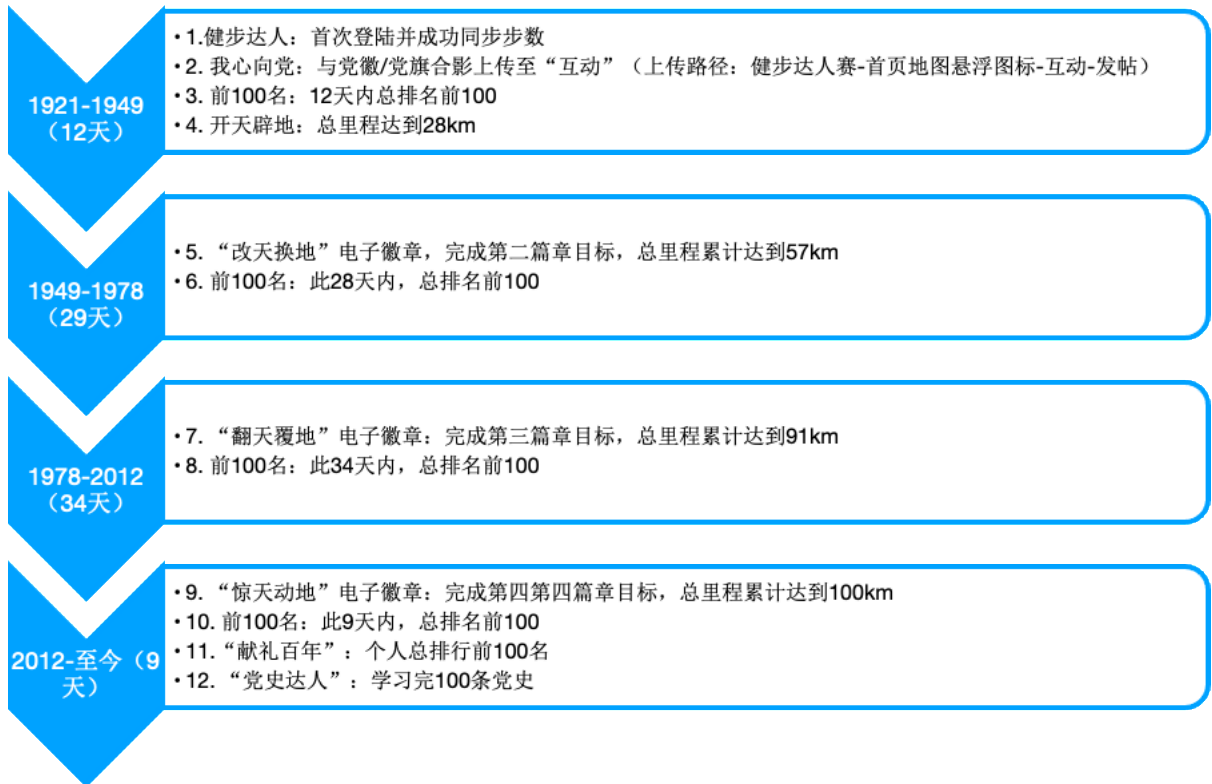 1921-1949
（12天）
•1.健步达人：首次登陆并成功同步步数
•2. 我心向党：与党徽/党旗合影上传至“互动”（上传路径：健步达人赛-首页地图悬浮图标-互动-发帖）
•3. 前100名：12天内总排名前100
•4. 开天辟地：总里程达到28km
1949-1978
（29天）
•5. “改天换地”电子徽章，完成第二篇章目标，总里程累计达到57km
•6. 前100名：此28天内，总排名前100
1978-2012
（34天）
•7. “翻天覆地”电子徽章：完成第三篇章目标，总里程累计达到91km
•8. 前100名：此34天内，总排名前100
2012-至今（9
天）
•9. “惊天动地”电子徽章：完成第四第四篇章目标，总里程累计达到100km
•10. 前100名：此9天内，总排名前100
•11. “献礼百年”：个人总排行前100名
•12. “党史达人”：学习完100条党史